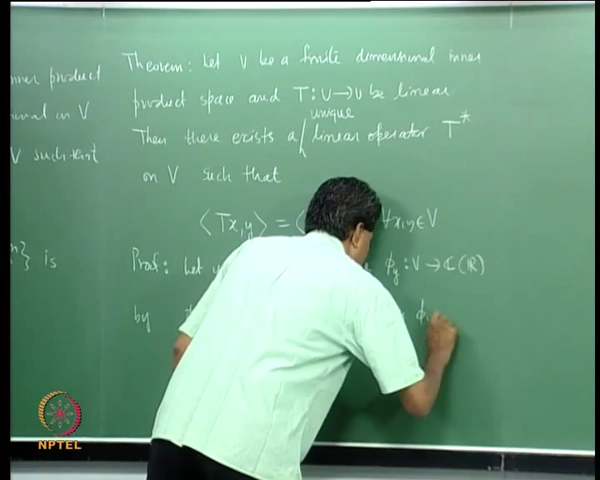 nner product
onal on V
V such that
} is
Theorem: Let V be a finite dimensional inner
product space and T: V → V be linear.
unique
Then there exists a / linear operator T*
on V such that
⟨Tx, y⟩ = ⟨ ∀ x, y ∈ V
Proof: Let ϕ_y : V → ℂ (ℝ)
by ϕ
NPTEL